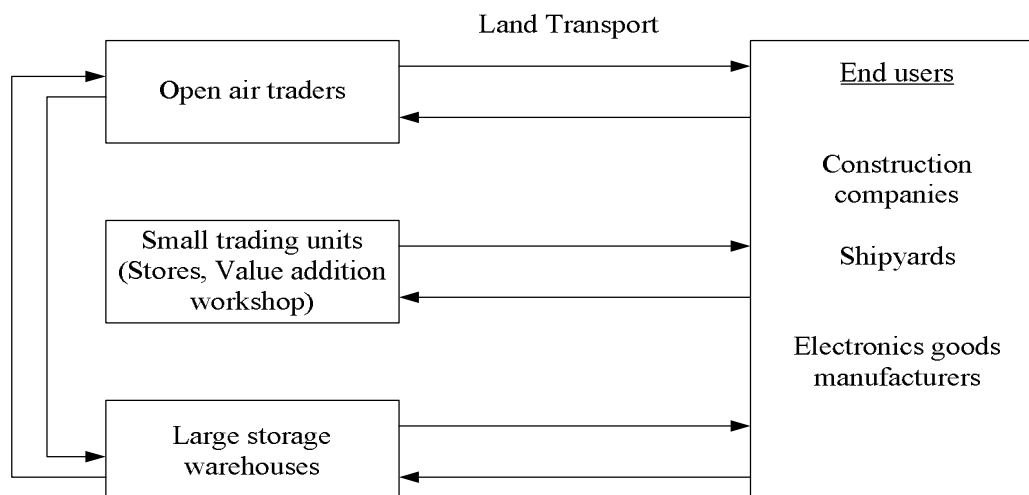 Land Transport
Open air traders
Small trading units
(Stores, Value addition
workshop)
Large storage
warehouses
End users
Construction
companies
Shipyards
Electronics goods
manufacturers